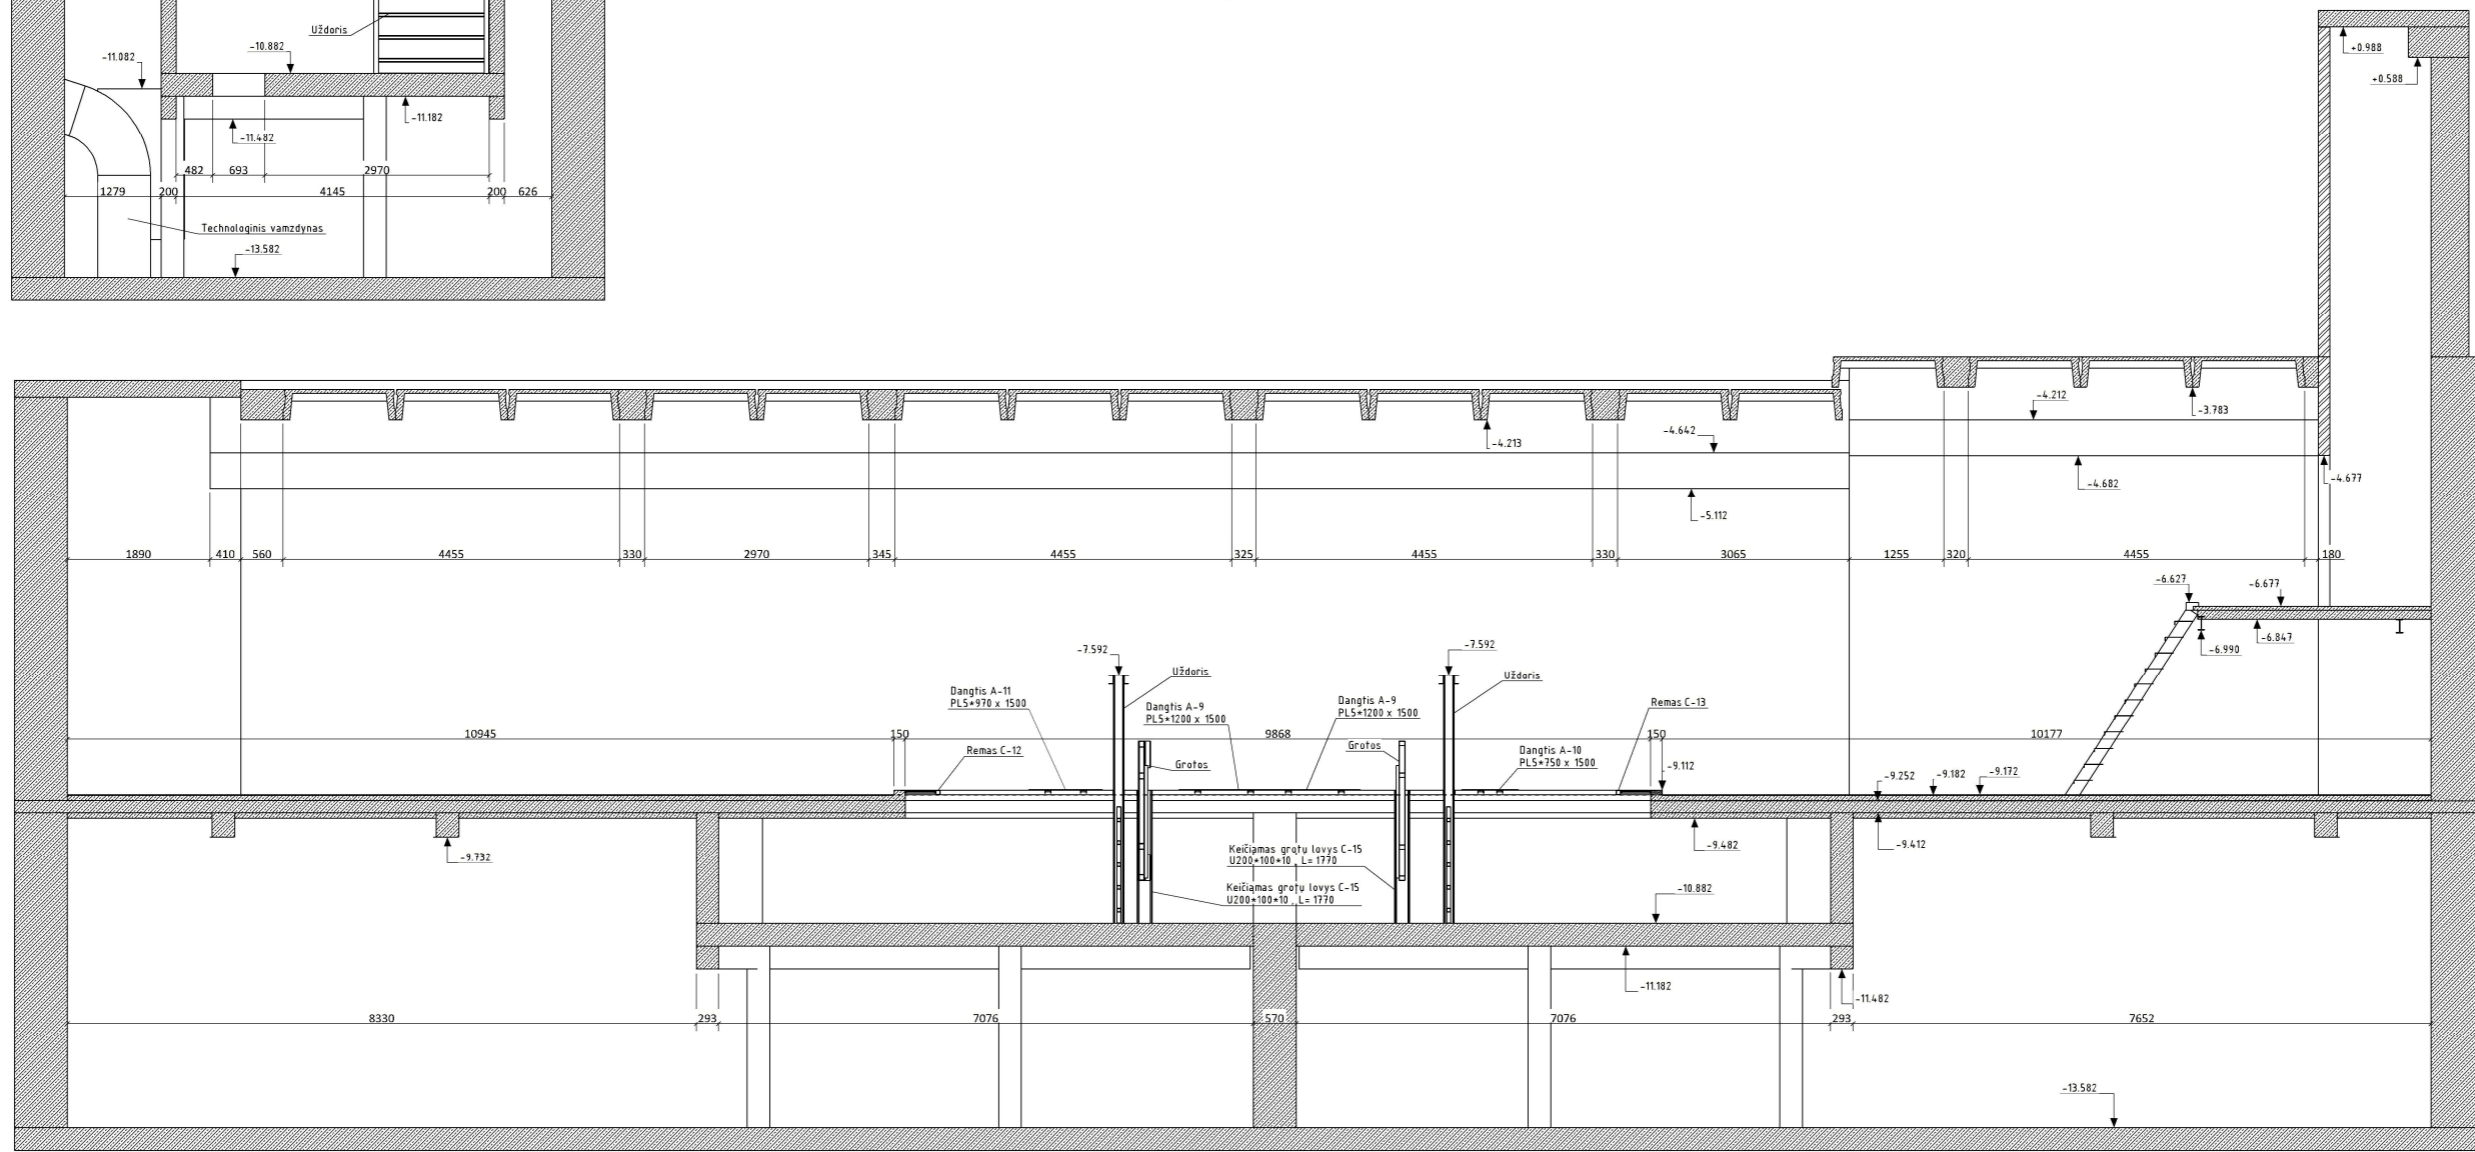 Uždoris
-10.882
-11.082
-11.182
-11.482
482 693 2970
1279 200 4145 200 626
Technologinis vamzdynas
-13.582
+0.988
+0.588
-4.212
-3.783
-4.213
-4.642
-4.677
-4.682
-5.112
1890 410 560 4455 330 2970 345 4455 325 4455 330 3065 1255 320 4455 180
-6.627
-6.677
-6.847
-6.990
-7.592
-7.592
Uždoris
Uždoris
Dangtis A-11
PL5*970 x 1500
Dangtis A-9
PL5*1200 x 1500
Dangtis A-9
PL5*1200 x 1500
Remas C-13
10945 150 9868 150 10177
Remas C-12
Grotos
Grotos
Dangtis A-10
PL5*750 x 1500
-9.112
-9.252
-9.182
-9.172
-9.732
-9.482
-9.412
Keičiamas grotų lovys C-15
U200*100*10 , L= 1770
Keičiamas grotų lovys C-15
U200*100*10 , L= 1770
-10.882
-11.182
-11.482
8330 293 7076 570 7076 293 7652
-13.582